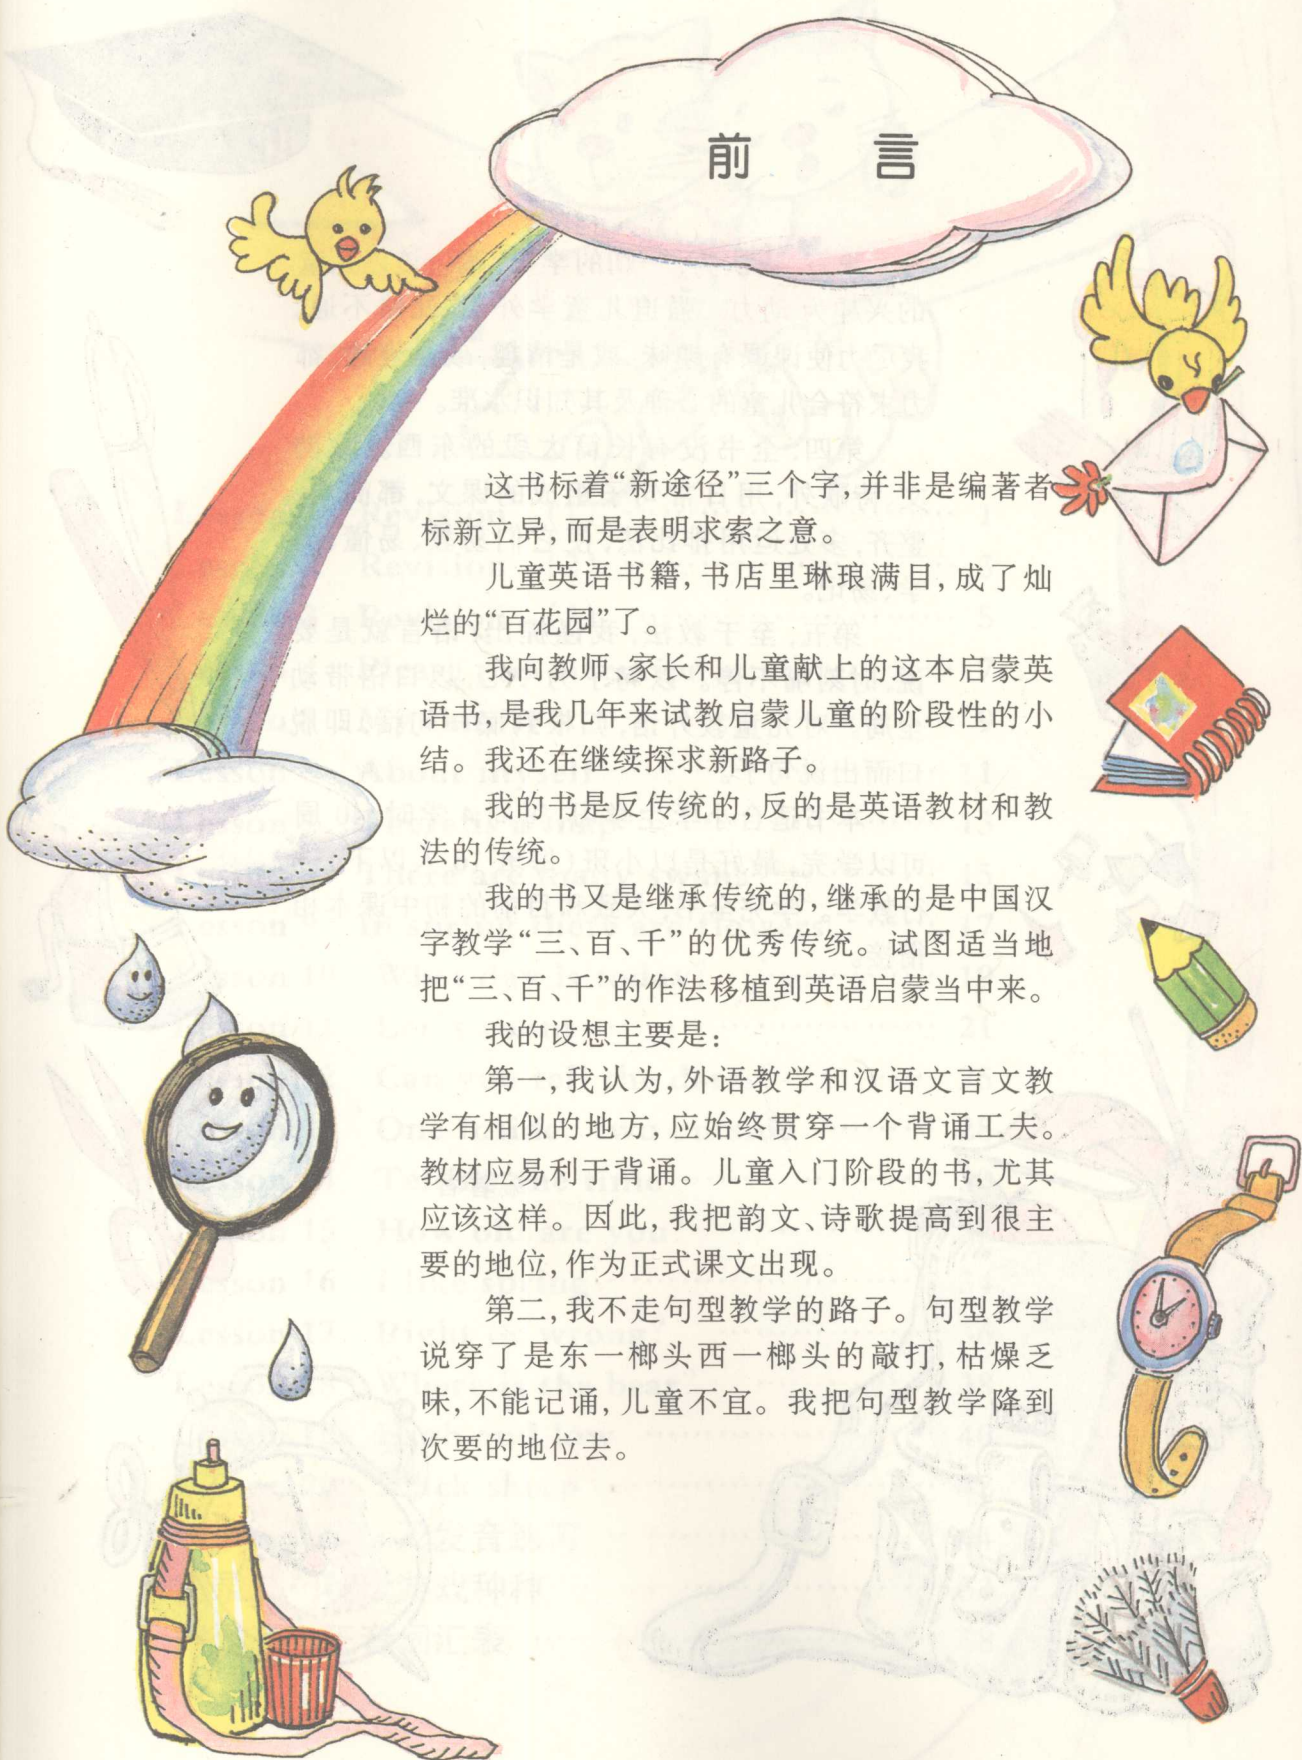 前 言
这书标着“新途径”三个字,并非是编著者
标新立异,而是表明求索之意。
儿童英语书籍,书店里琳琅满目,成了灿
烂的“百花园”了。
我向教师、家长和儿童献上的这本启蒙英
语书,是我几年来试教启蒙儿童的阶段性的小
结。我还在继续探求新路子。
我的书是反传统的,反的是英语教材和教
法的传统。
我的书又是继承传统的,继承的是中国汉
字教学“三、百、千”的优秀传统。试图适当地
把“三、百、千”的作法移植到英语启蒙当中来。
我的设想主要是:
第一,我认为,外语教学和汉语文言文教
学有相似的地方,应始终贯穿一个背诵工夫。
教材应易利于背诵。儿童入门阶段的书,尤其
应该这样。因此,我把韵文、诗歌提高到很主
要的地位,作为正式课文出现。
第二,我不走句型教学的路子。句型教学
说穿了是东一榔头西一榔头的敲打,枯燥乏
味,不能记诵,儿童不宜。我把句型教学降到
次要的地位去。